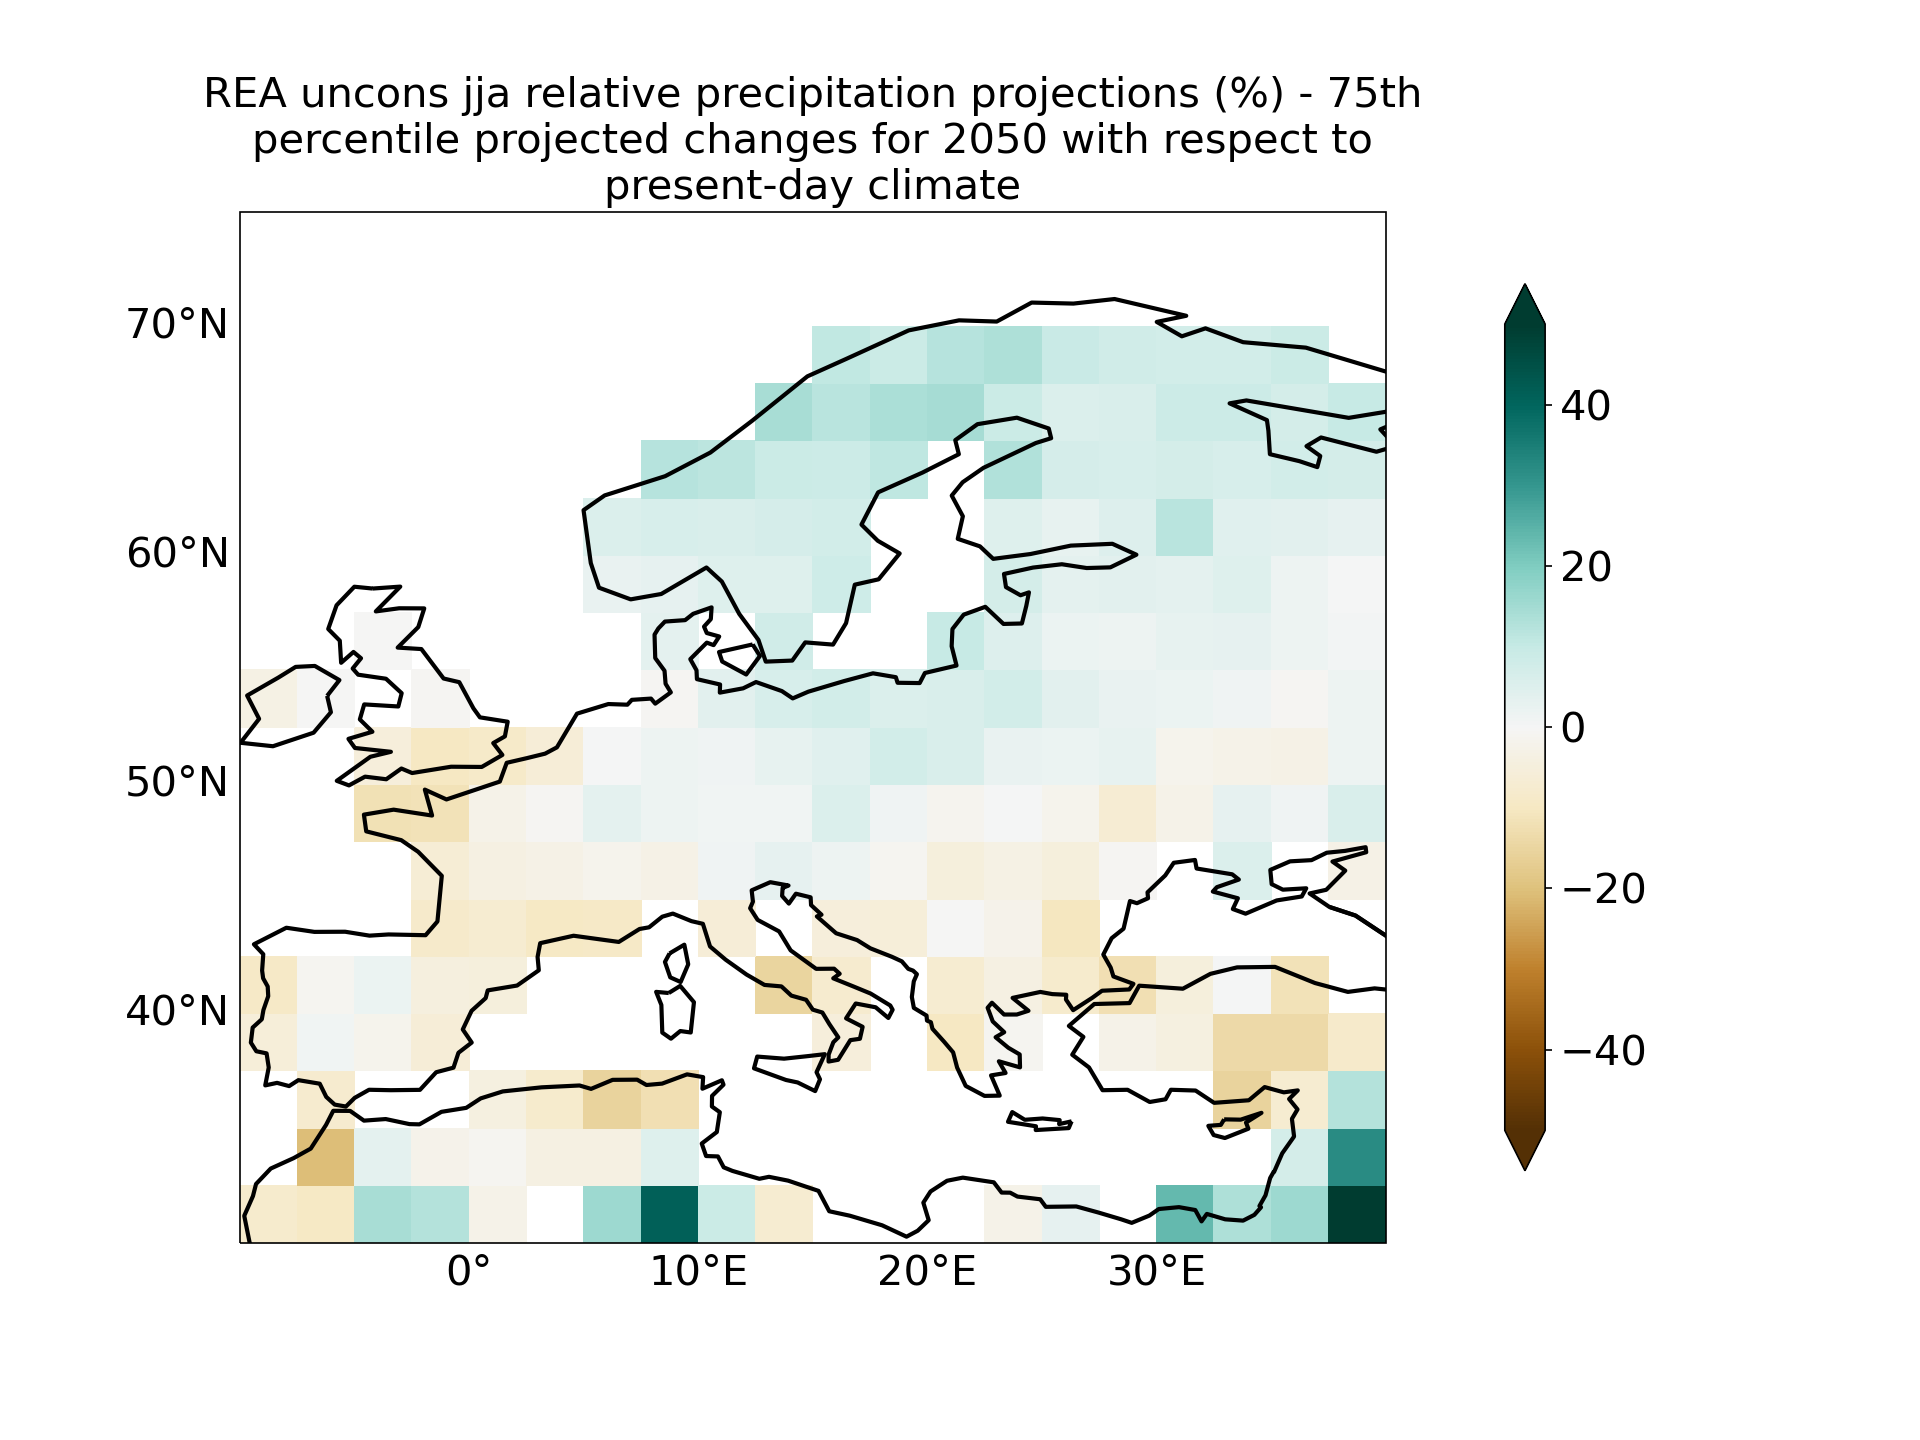 REA uncons jja relative precipitation projections (%) - 75th
percentile projected changes for 2050 with respect to
present-day climate
70°N
60°N
50°N
40°N
0°
10°E
20°E
30°E
40
20
0
−20
−40